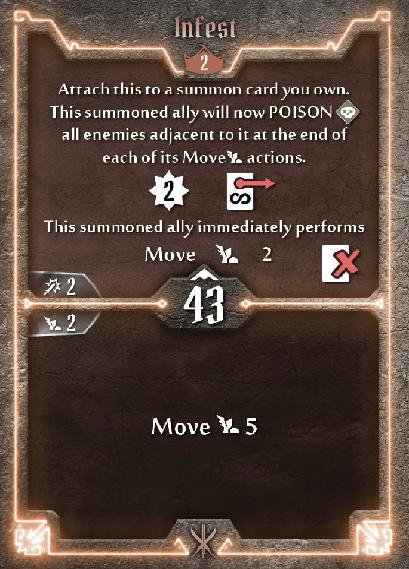 Infest
2
Attach this to a summon card you own.
This summoned ally will now POISON
all enemies adjacent to it at the end of
each of its Move actions.
2
This summoned ally immediately performs
Move 2
2
43
2
Move 5